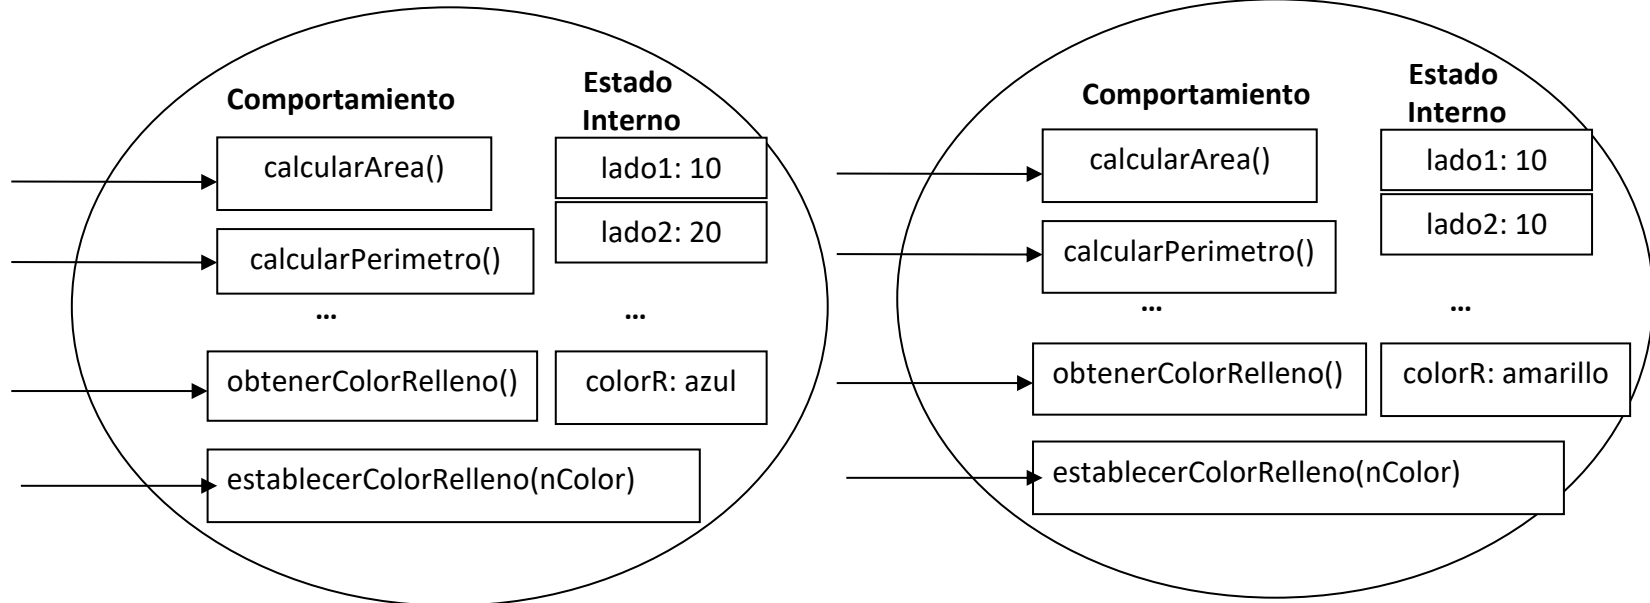 Comportamiento
Estado
Interno
calcularArea()
lado1: 10
lado2: 20
calcularPerimetro()
...
...
obtenerColorRelleno()
colorR: azul
establecerColorRelleno(nColor)
Comportamiento
Estado
Interno
calcularArea()
lado1: 10
lado2: 10
calcularPerimetro()
...
...
obtenerColorRelleno()
colorR: amarillo
establecerColorRelleno(nColor)